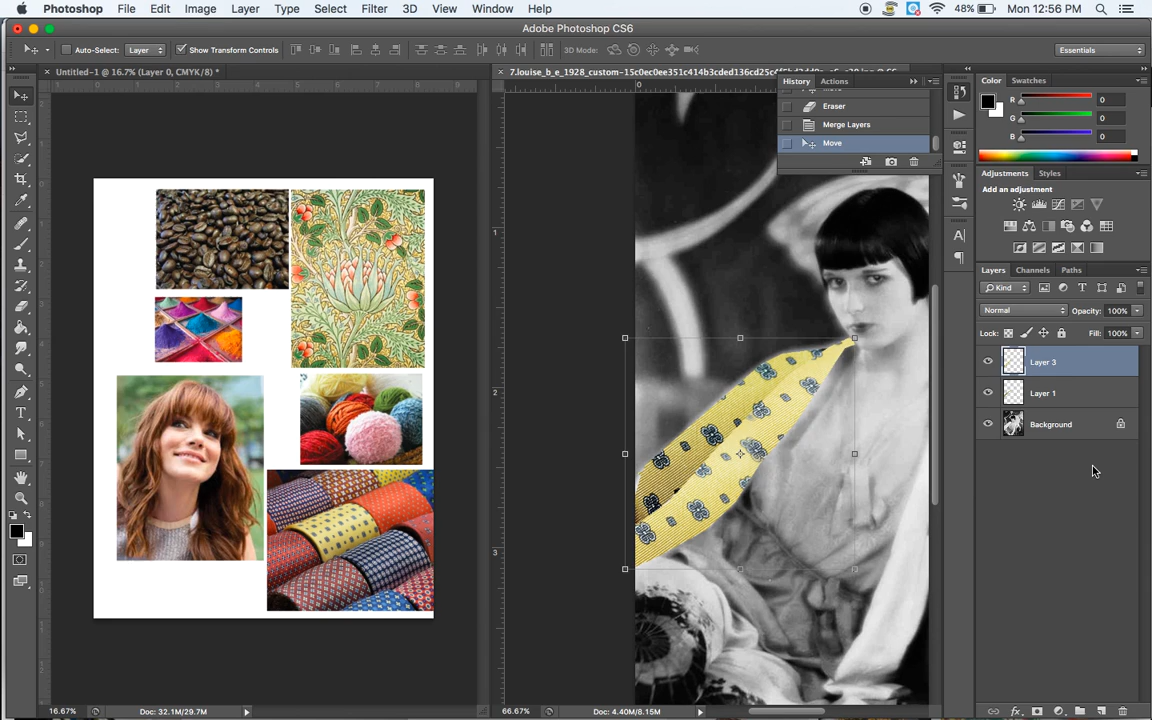 Photoshop File Edit Image Layer Type Select Filter 3D View Window Help 48% Mon 12:56 PM
Adobe Photoshop CS6
Auto-Select: Layer Show Transform Controls 3D Mode: Essentials
Untitled-1 @ 16.7% (Layer 0, CMYK/8) *
History Actions
Eraser
Merge Layers
Move
Color Swatches
R 0
G 0
B 0
Adjustments Styles
Add an adjustment
Layers Channels Paths
Kind
Normal Opacity: 100%
Lock: Fill: 100%
Layer 3
Layer 1
Background
16.67% Doc: 32.1M/29.7M
66.67% Doc: 4.40M/8.15M